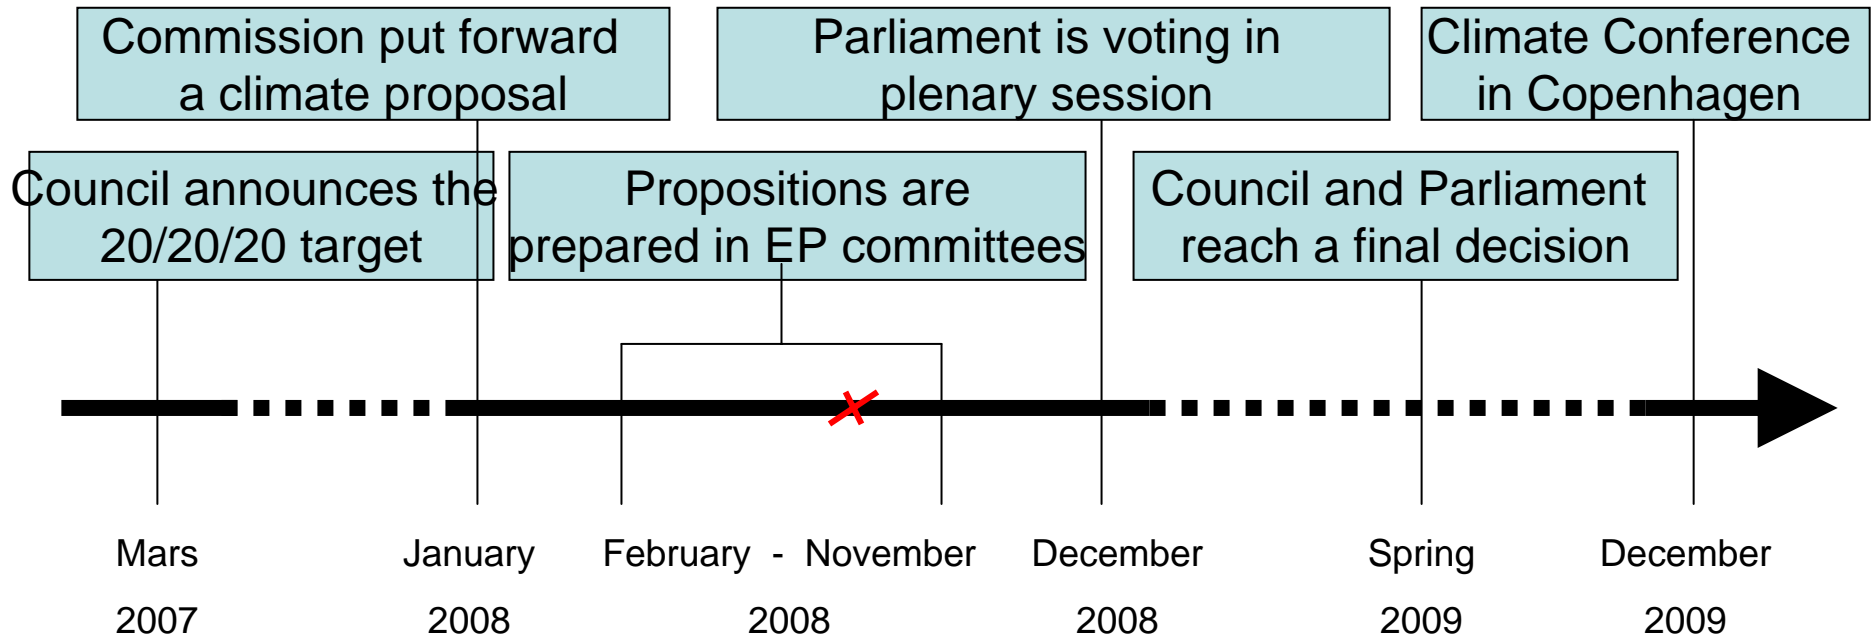 Commission put forward
a climate proposal
Parliament is voting in
plenary session
Climate Conference
in Copenhagen
Council announces the
20/20/20 target
Propositions are
prepared in EP committees
Council and Parliament
reach a final decision
Mars
2007
January
2008
February - November
2008
December
2008
Spring
2009
December
2009